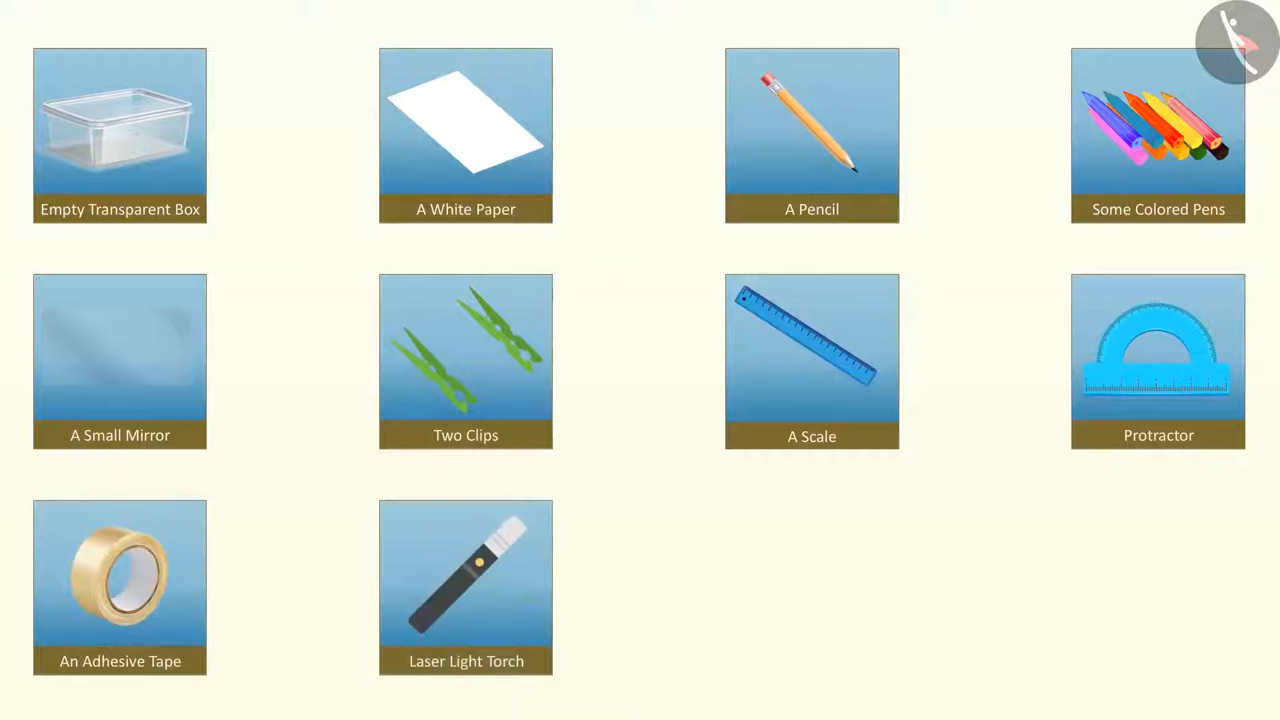 Empty Transparent Box
A White Paper
A Pencil
Some Colored Pens
A Small Mirror
Two Clips
A Scale
Protractor
An Adhesive Tape
Laser Light Torch